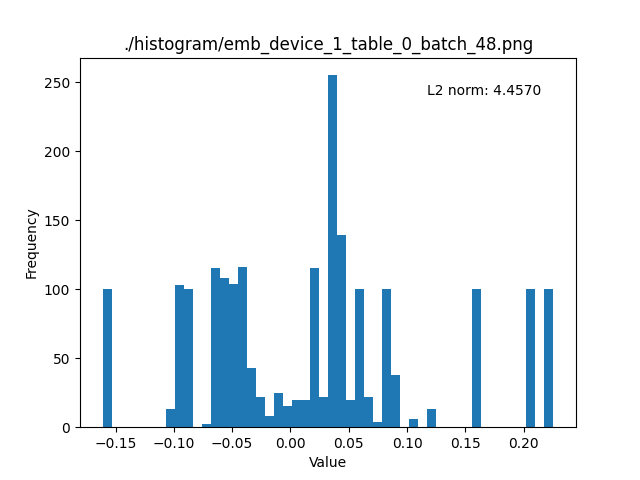 ./histogram/emb_device_1_table_0_batch_48.png
L2 norm: 4.4570
Frequency
250
200
150
100
50
0
−0.15 −0.10 −0.05 0.00 0.05 0.10 0.15 0.20
Value